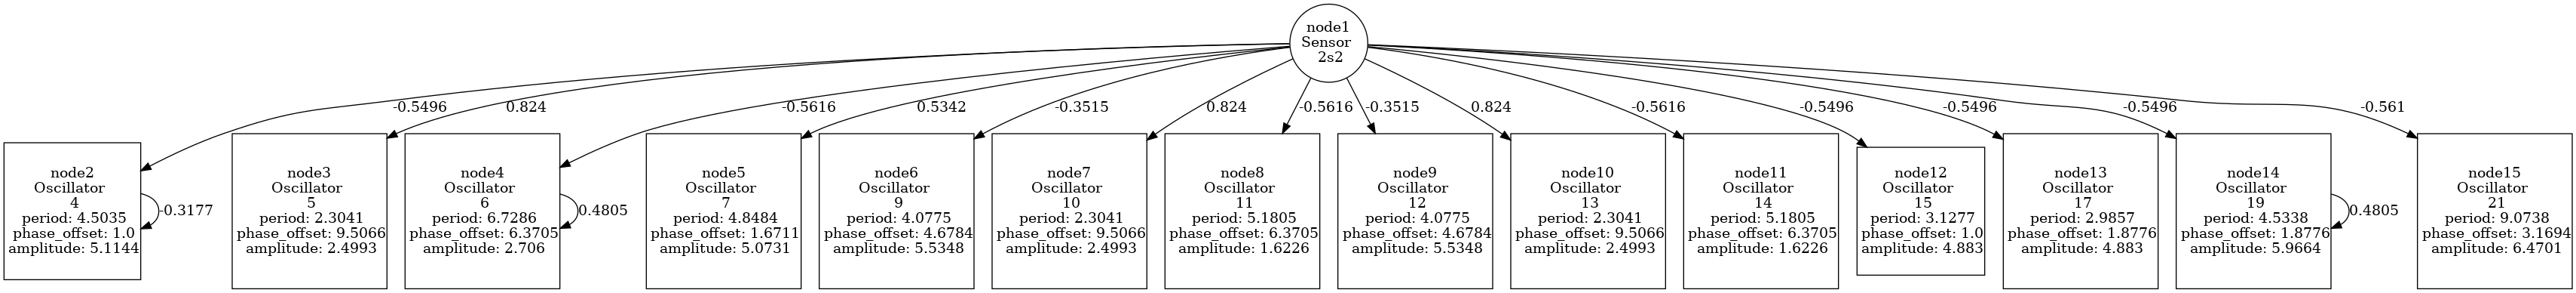 node1
Sensor
2s2
-0.5496
0.824
-0.5616
0.5342
-0.3515
0.824
-0.5616
-0.3515
0.824
-0.5616
-0.5496
-0.5496
-0.5496
-0.561
node2
Oscillator
4
period: 4.5035
phase_offset: 1.0
amplitude: 5.1144
-0.3177
node3
Oscillator
5
period: 2.3041
phase_offset: 9.5066
amplitude: 2.4993
node4
Oscillator
6
period: 6.7286
phase_offset: 6.3705
amplitude: 2.706
0.4805
node5
Oscillator
7
period: 4.8484
phase_offset: 1.6711
amplitude: 5.0731
node6
Oscillator
9
period: 4.0775
phase_offset: 4.6784
amplitude: 5.5348
node7
Oscillator
10
period: 2.3041
phase_offset: 9.5066
amplitude: 2.4993
node8
Oscillator
11
period: 5.1805
phase_offset: 6.3705
amplitude: 1.6226
node9
Oscillator
12
period: 4.0775
phase_offset: 4.6784
amplitude: 5.5348
node10
Oscillator
13
period: 2.3041
phase_offset: 9.5066
amplitude: 2.4993
node11
Oscillator
14
period: 5.1805
phase_offset: 6.3705
amplitude: 1.6226
node12
Oscillator
15
period: 3.1277
phase_offset: 1.0
amplitude: 4.883
node13
Oscillator
17
period: 2.9857
phase_offset: 1.8776
amplitude: 4.883
node14
Oscillator
19
period: 4.5338
phase_offset: 1.8776
amplitude: 5.9664
0.4805
node15
Oscillator
21
period: 9.0738
phase_offset: 3.1694
amplitude: 6.4701